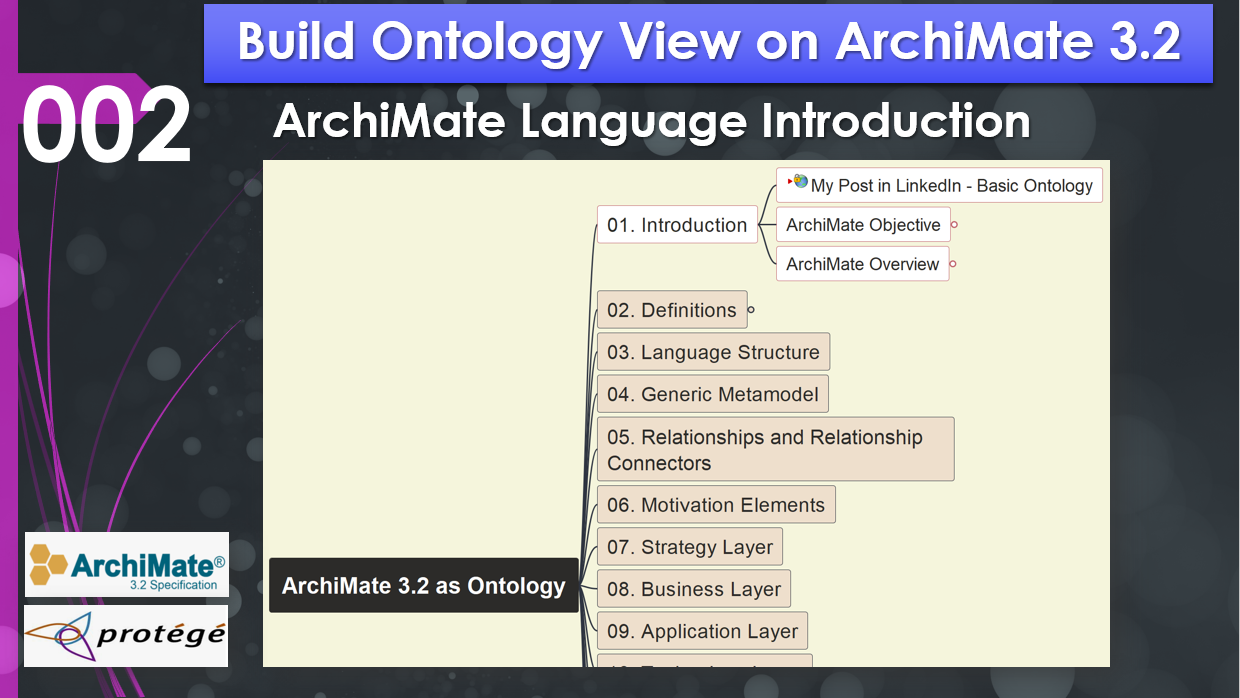 Build Ontology View on ArchiMate 3.2
002
ArchiMate Language Introduction
My Post in LinkedIn - Basic Ontology
01. Introduction
ArchiMate Objective
ArchiMate Overview
02. Definitions
03. Language Structure
04. Generic Metamodel
05. Relationships and Relationship
Connectors
06. Motivation Elements
07. Strategy Layer
ArchiMate 3.2 as Ontology
08. Business Layer
09. Application Layer
ArchiMate®
3.2 Specification
protégé